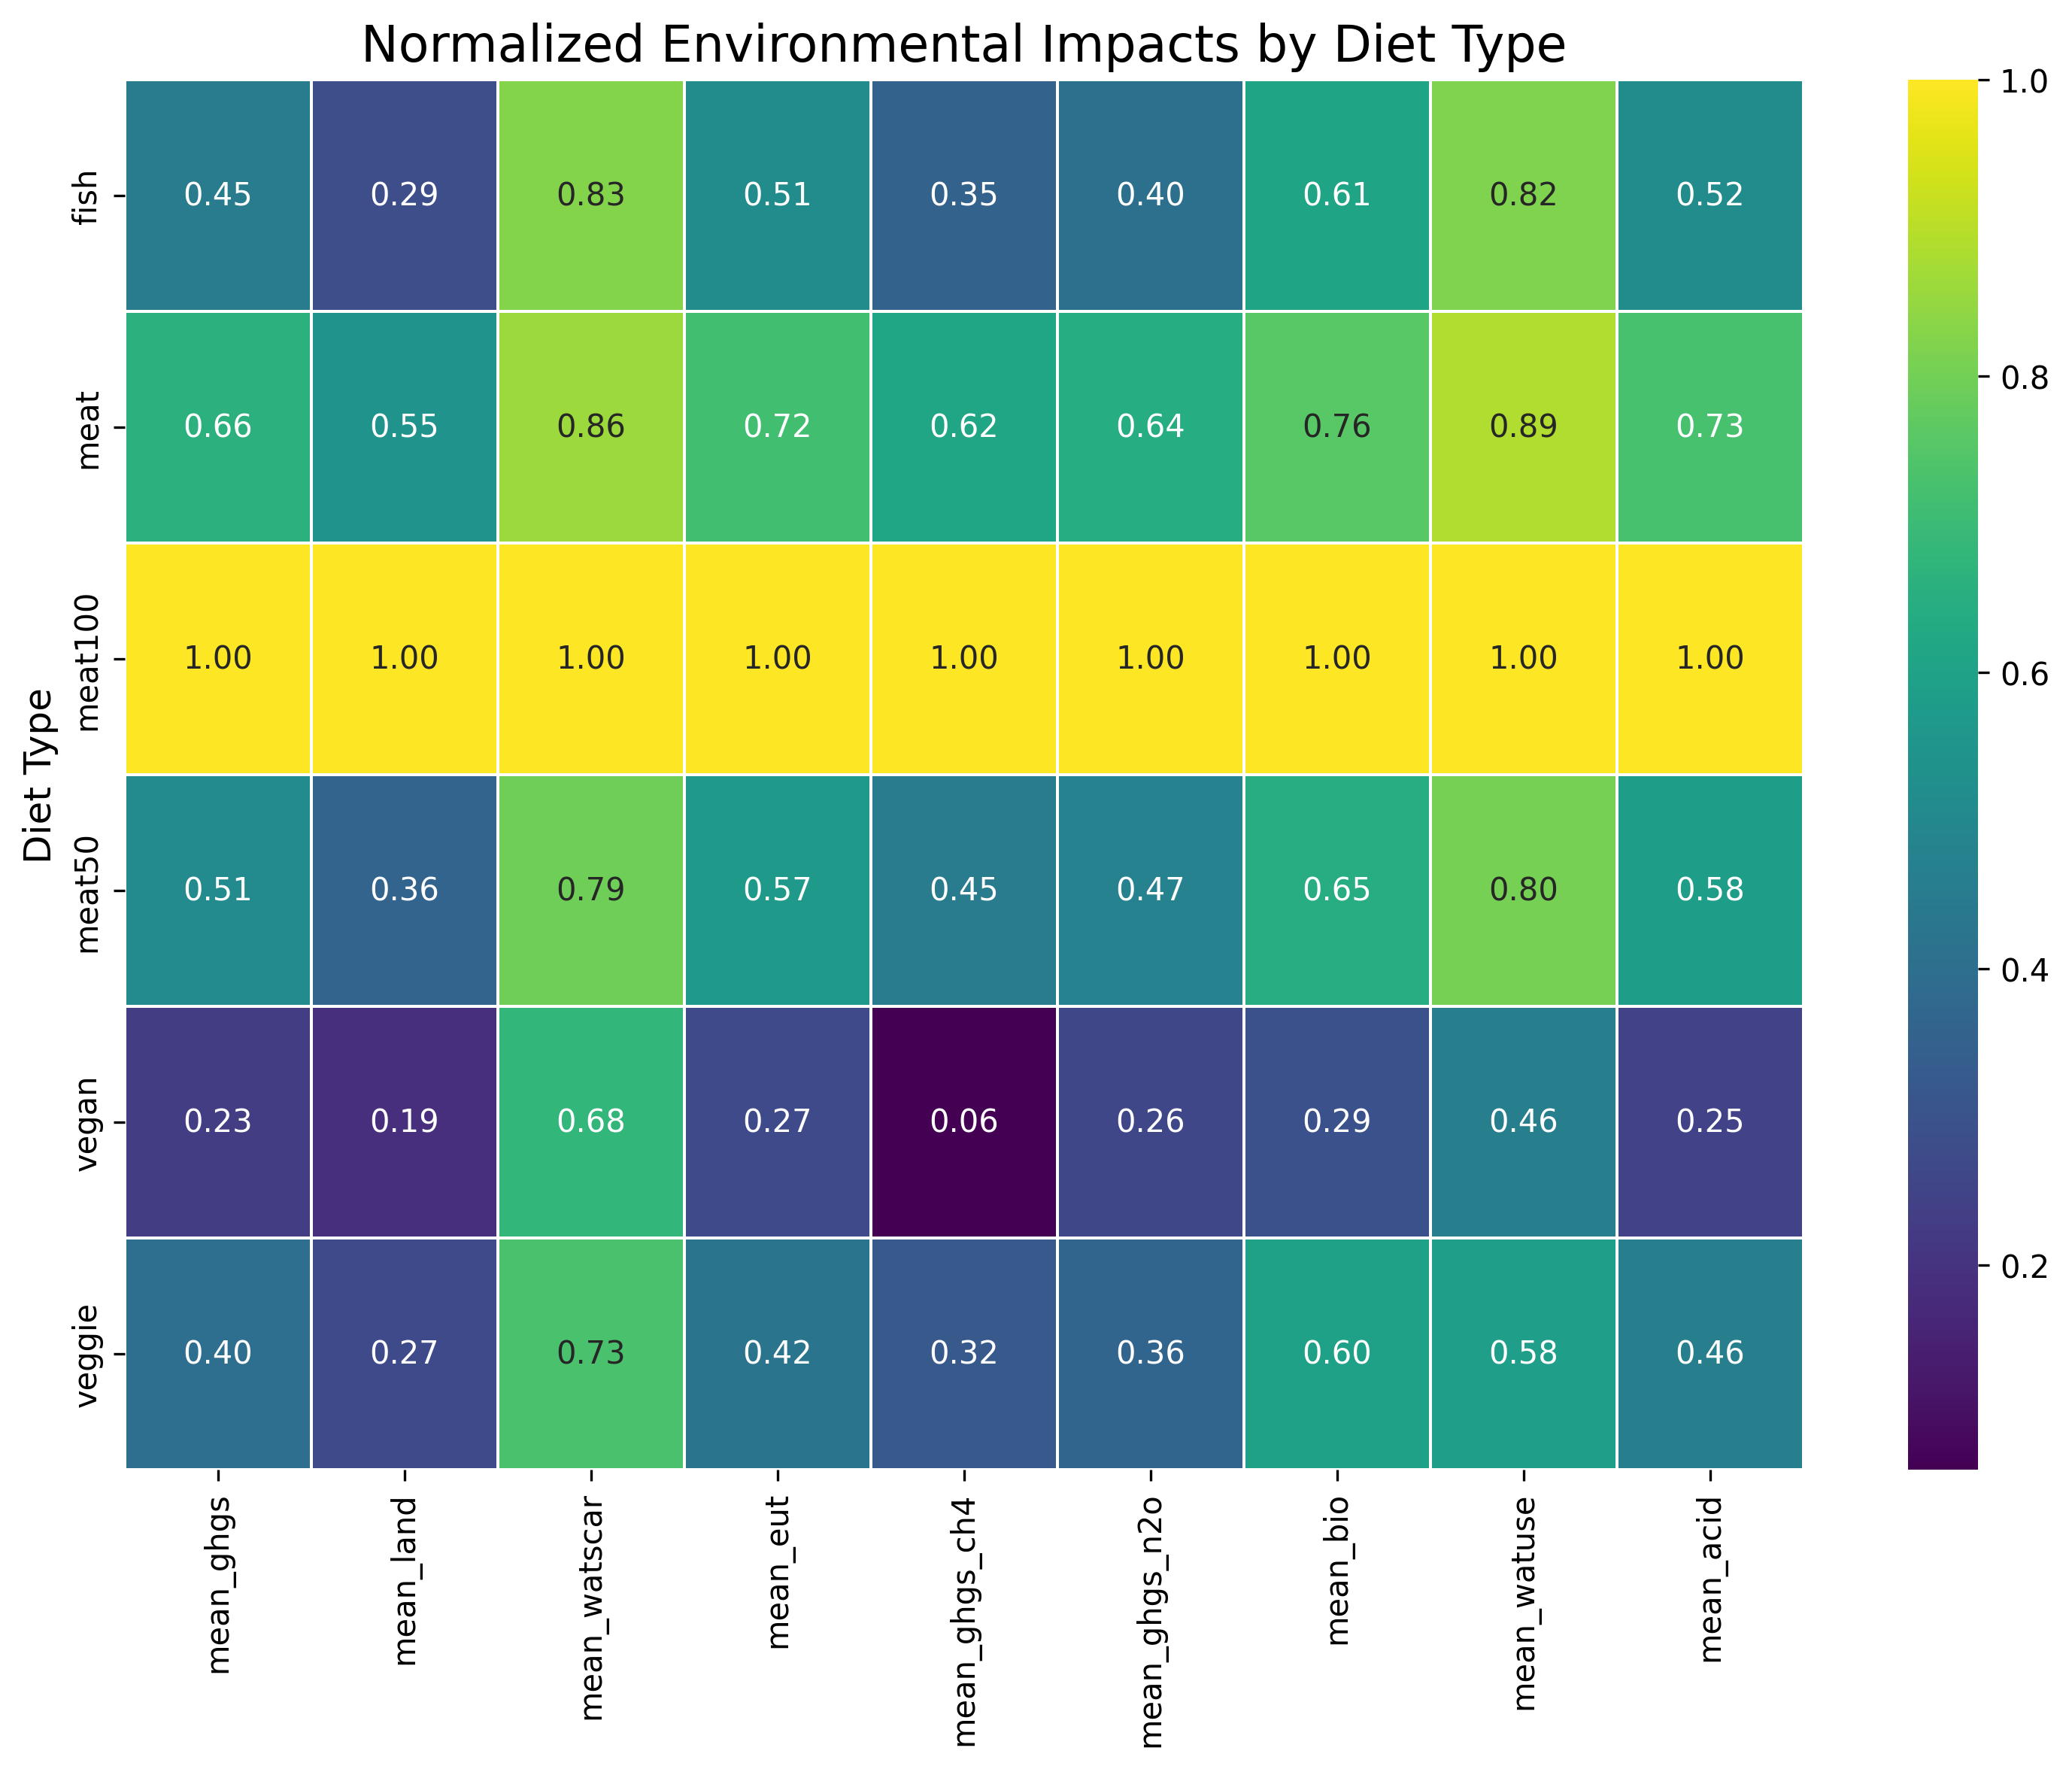 Normalized Environmental Impacts by Diet Type
Diet Type
fish
0.45 0.29 0.83 0.51 0.35 0.40 0.61 0.82 0.52
meat
0.66 0.55 0.86 0.72 0.62 0.64 0.76 0.89 0.73
meat100
1.00 1.00 1.00 1.00 1.00 1.00 1.00 1.00 1.00
meat50
0.51 0.36 0.79 0.57 0.45 0.47 0.65 0.80 0.58
vegan
0.23 0.19 0.68 0.27 0.06 0.26 0.29 0.46 0.25
veggie
0.40 0.27 0.73 0.42 0.32 0.36 0.60 0.58 0.46
mean_ghgs
mean_land
mean_watscar
mean_eut
mean_ghgs_ch4
mean_ghgs_n2o
mean_bio
mean_watuse
mean_acid
1.0
0.8
0.6
0.4
0.2